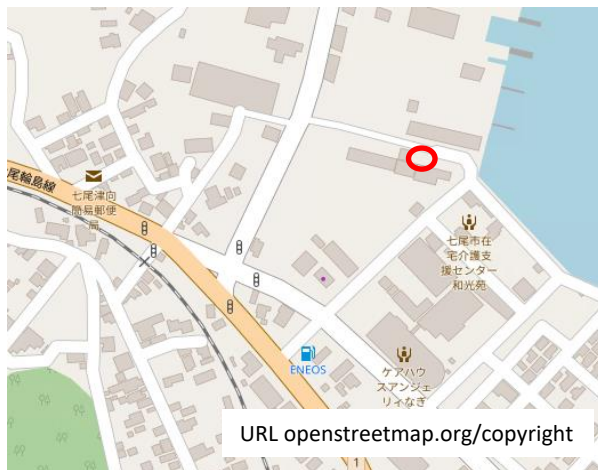 尾輪島線
七尾津向
簡易郵便
局
七尾市在
宅介護支
援センター
和光苑
ENEOS
ケアハウ
スアンジェ
リィなぎ
URL openstreetmap.org/copyright
1